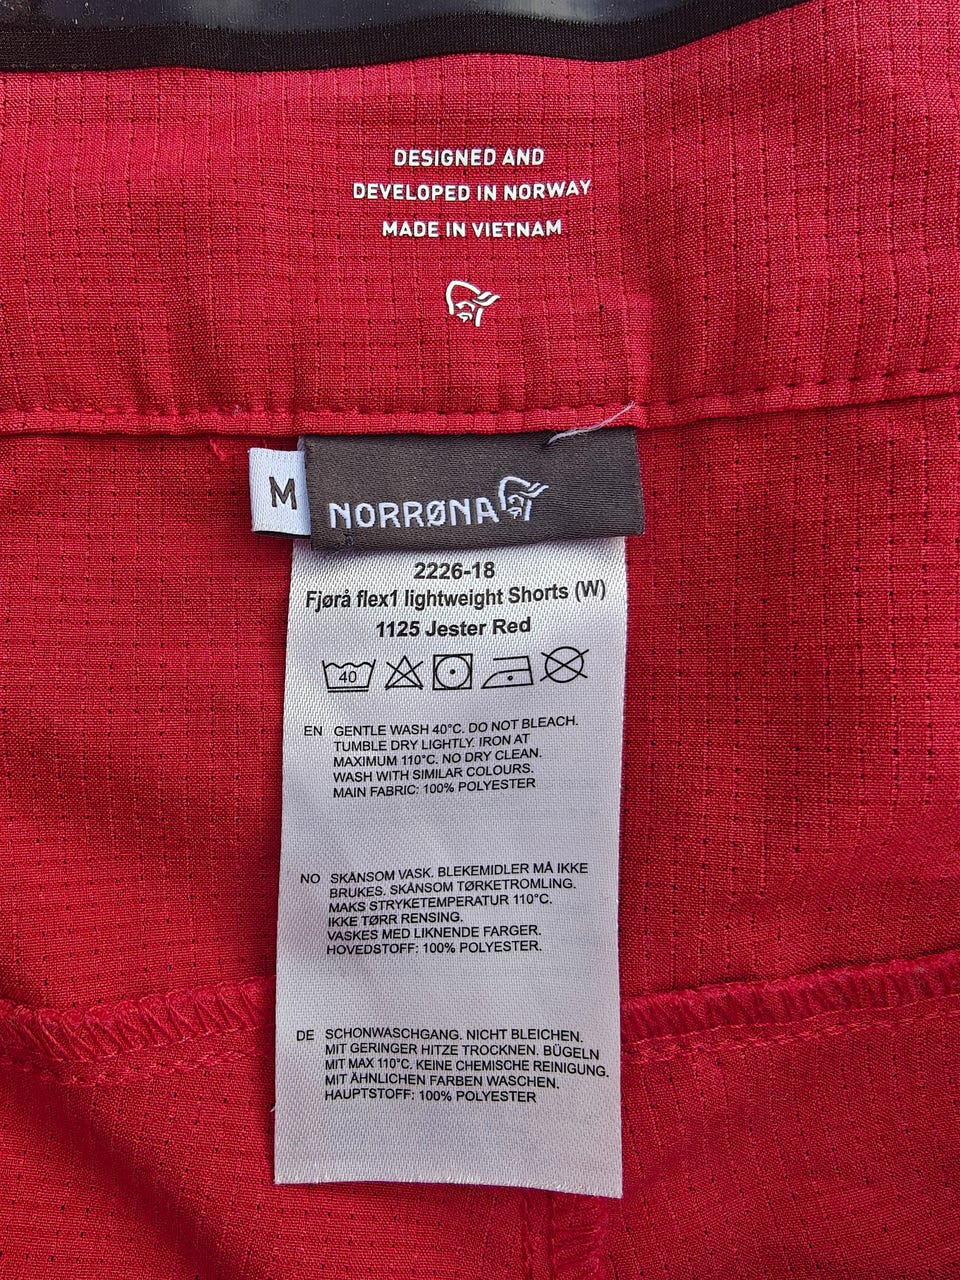 DESIGNED AND
DEVELOPED IN NORWAY
MADE IN VIETNAM
M
NORRØNA
2226-18
Fjørå flex1 lightweight Shorts (W)
1125 Jester Red
40
EN GENTLE WASH 40°C. DO NOT BLEACH.
TUMBLE DRY LIGHTLY. IRON AT
MAXIMUM 110°C. NO DRY CLEAN.
WASH WITH SIMILAR COLOURS.
MAIN FABRIC: 100% POLYESTER
NO SKÅNSOM VASK. BLEKEMIDLER MÅ IKKE
BRUKES. SKÅNSOM TØRKETROMLING.
MAKS STRYKETEMPERATUR 110°C.
IKKE TØRR RENSING.
VASKES MED LIKNENDE FARGER.
HOVEDSTOFF: 100% POLYESTER.
DE SCHONWASCHGANG. NICHT BLEICHEN.
MIT GERINGER HITZE TROCKNEN. BÜGELN
MIT MAX 110°C. KEINE CHEMISCHE REINIGUNG.
MIT ÄHNLICHEN FARBEN WASCHEN.
HAUPTSTOFF: 100% POLYESTER